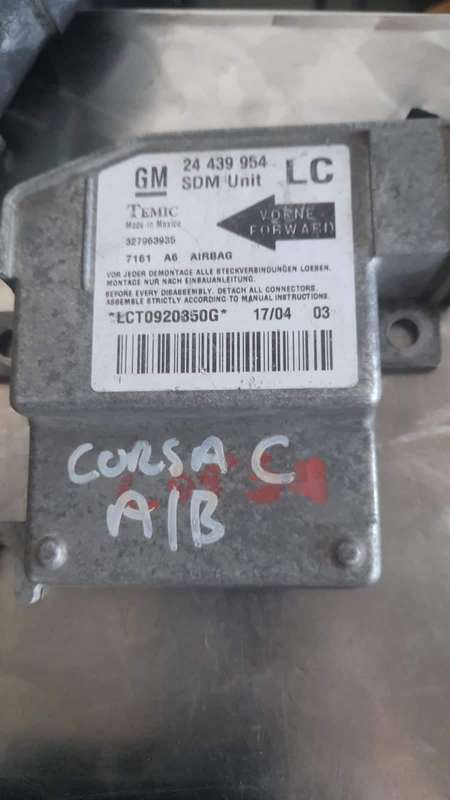 GM 24 439 954 LC
SDM Unit
TEMIC
Made in Mexico
VORNE
FORWARD
327963935
7161 A6 AIRBAG
VOR JEDER DEMONTAGE ALLE STECKVERBINDUNGEN LOESEN.
MONTAGE NUR NACH EINBAUANLEITUNG.
BEFORE EVERY DISASSEMBLY, DETACH ALL CONNECTORS.
ASSEMBLE STRICTLY ACCORDING TO MANUAL INSTRUCTIONS.
*LCT0920350G* 17/04 03
CORSA C
A/B